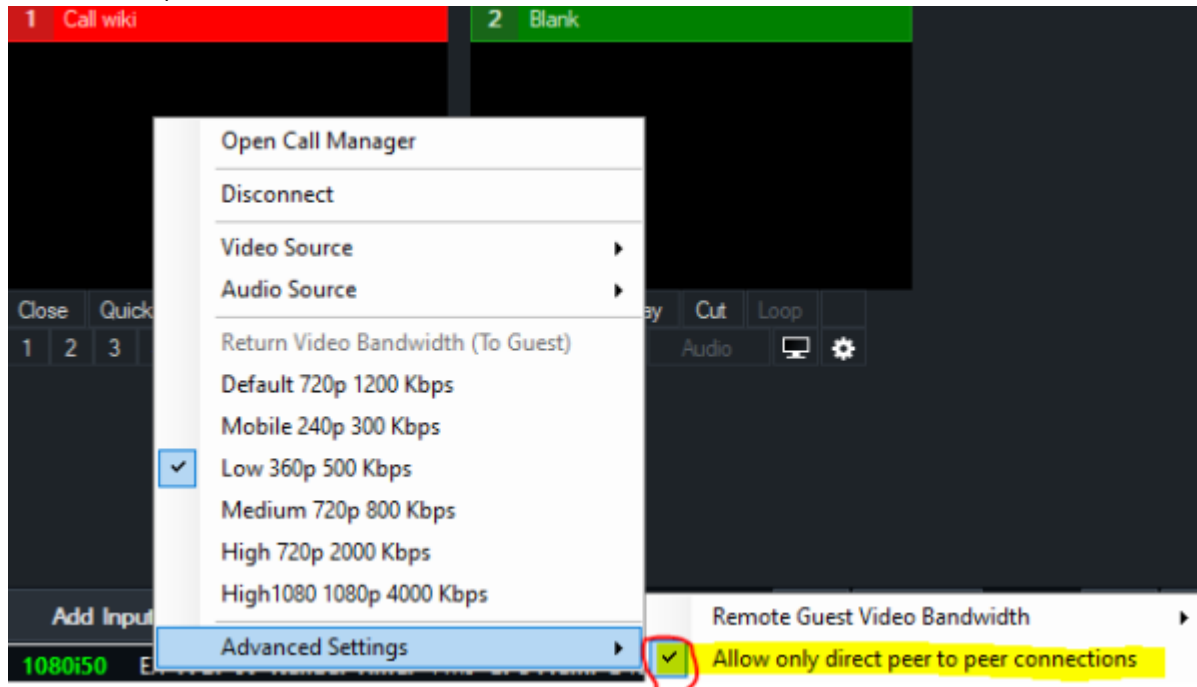 1 Call wiki
2 Blank
Open Call Manager
Disconnect
Video Source
Audio Source
Close Quick ay Cut Loop
1 2 3 Audio
Return Video Bandwidth (To Guest)
Default 720p 1200 Kbps
Mobile 240p 300 Kbps
Low 360p 500 Kbps
Medium 720p 800 Kbps
High 720p 2000 Kbps
High1080 1080p 4000 Kbps
Add Input
Advanced Settings
Remote Guest Video Bandwidth
Allow only direct peer to peer connections
1080i50